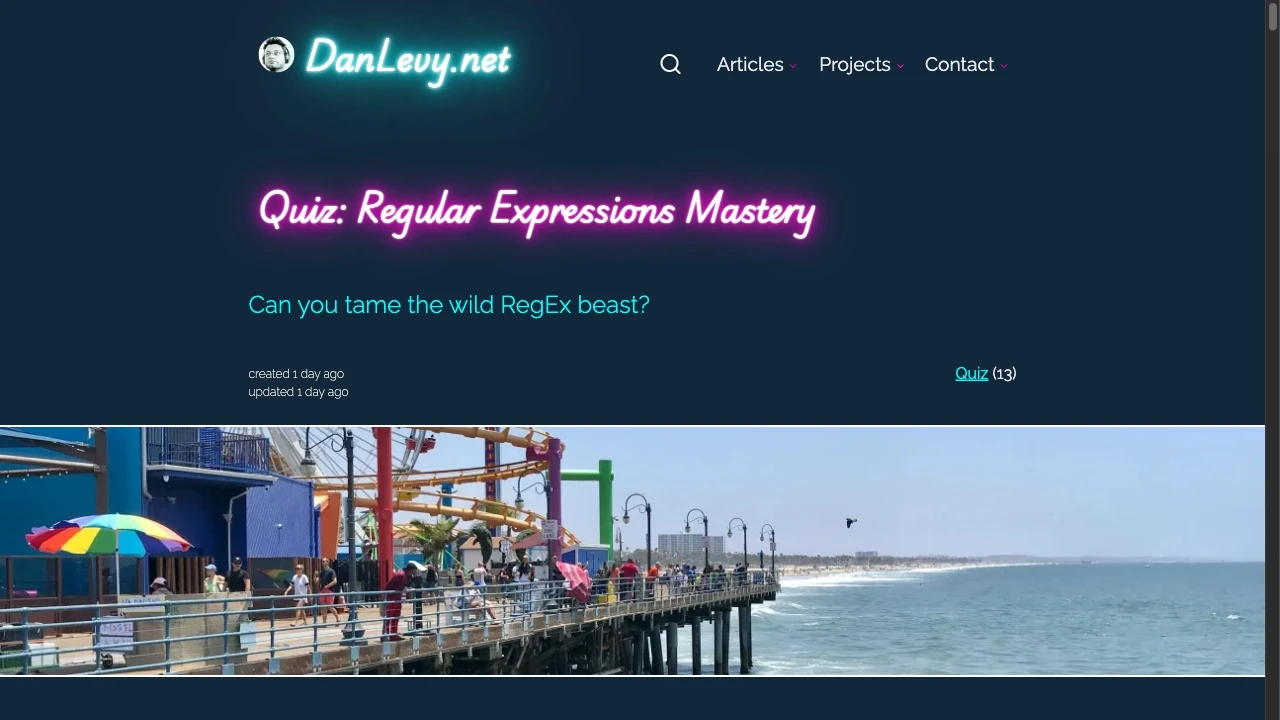 DanLevy.net
Articles
Projects
Contact
Quiz: Regular Expressions Mastery
Can you tame the wild RegEx beast?
created 1 day ago
updated 1 day ago
Quiz (13)